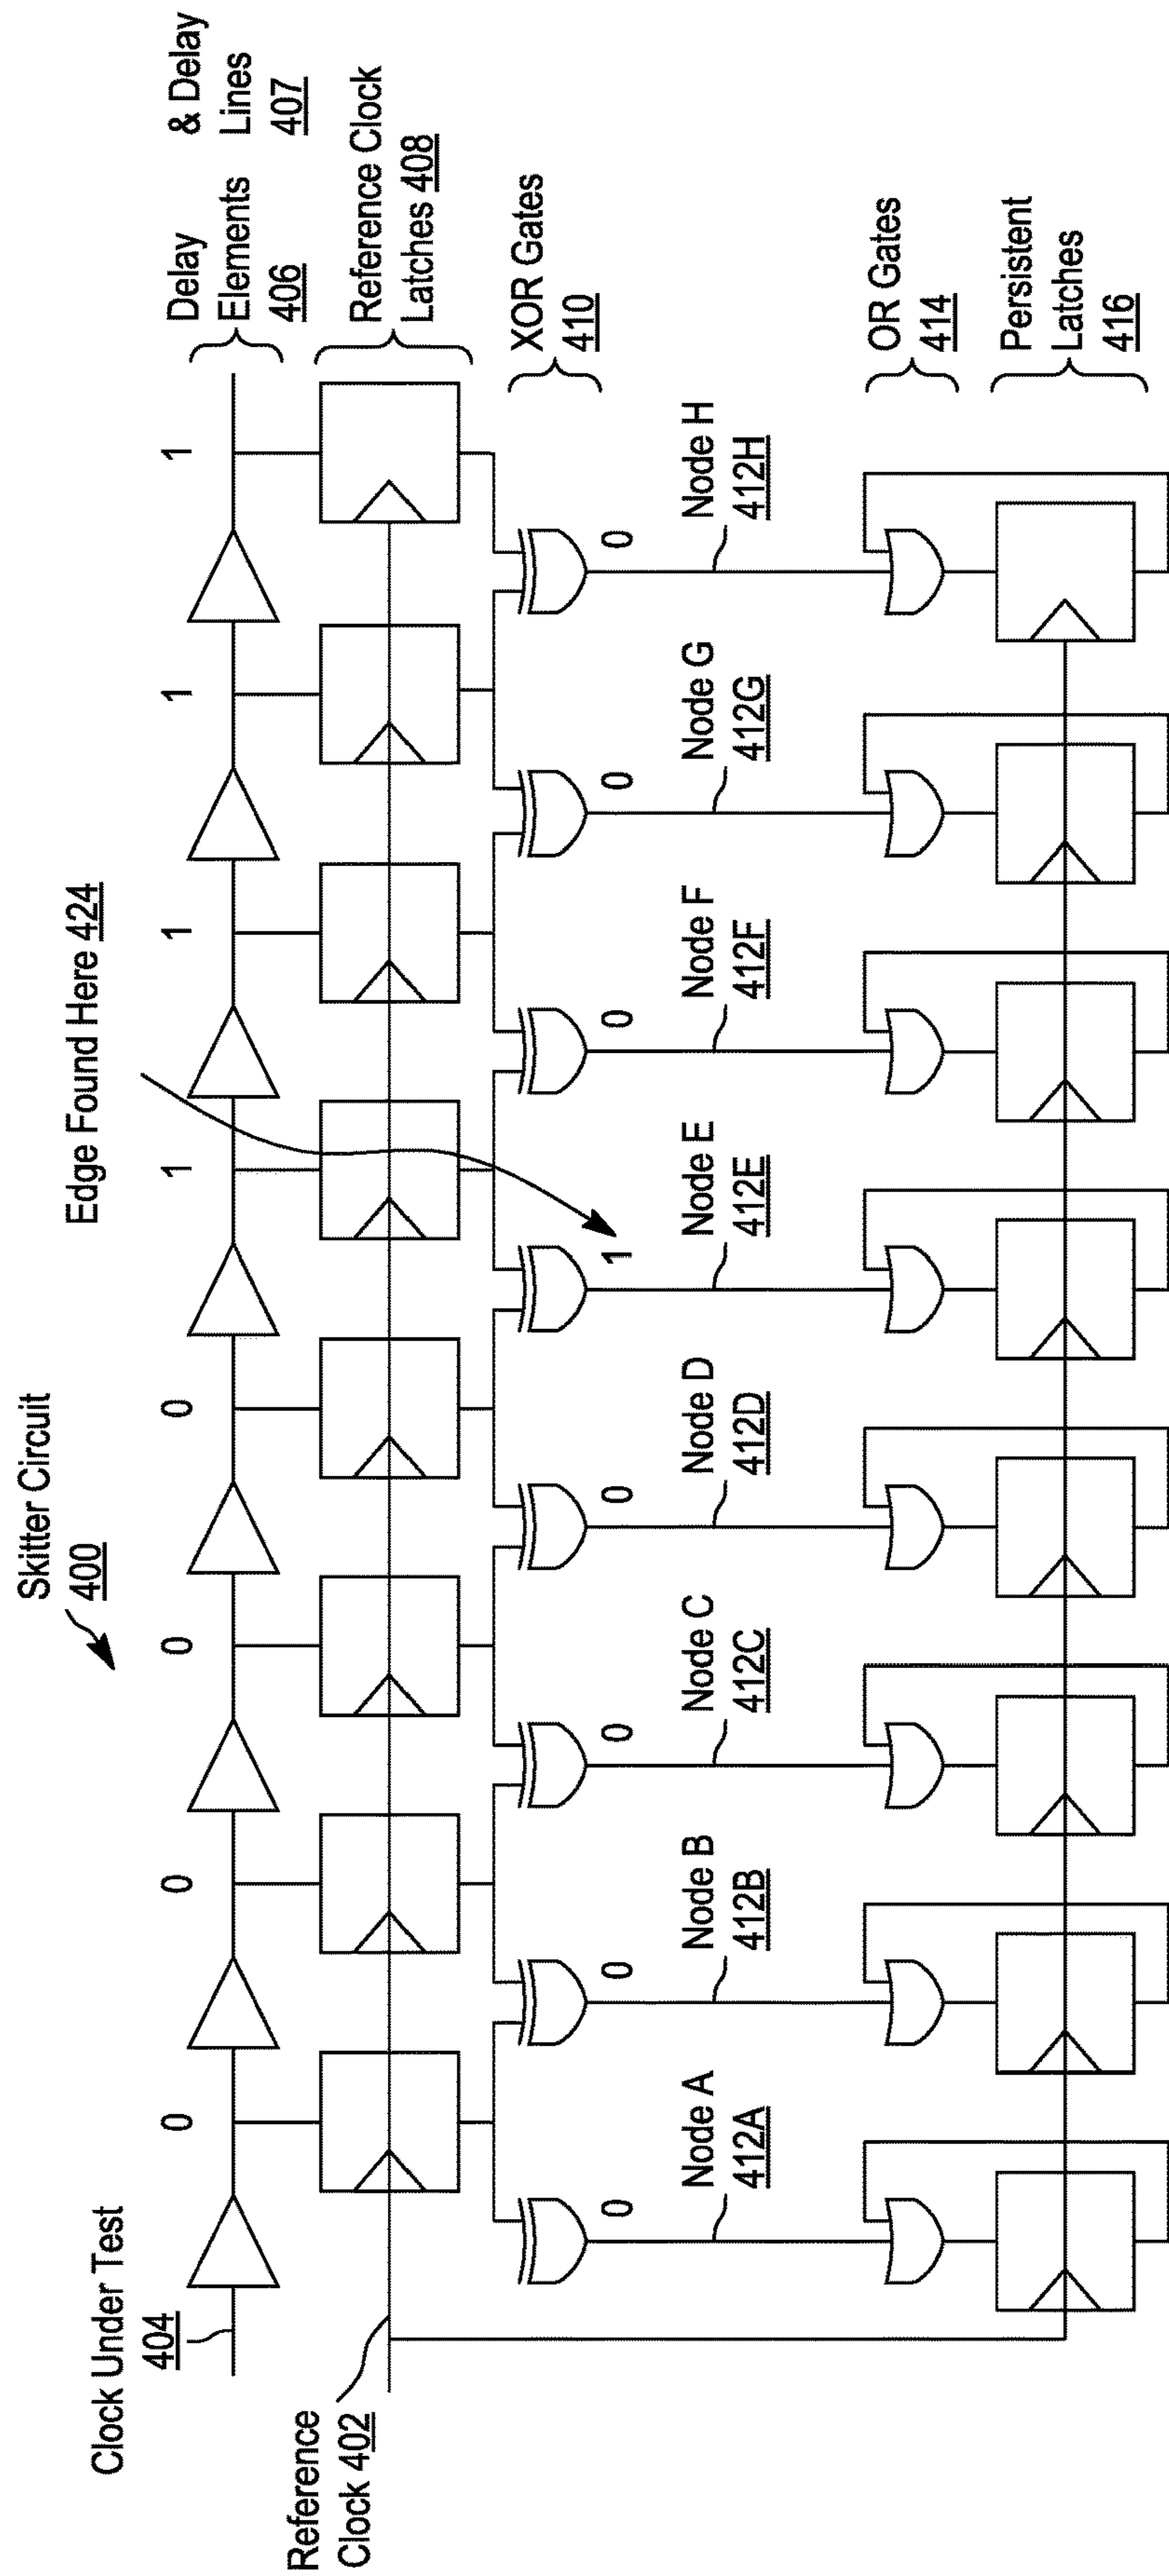 Skitter Circuit
400
Edge Found Here 424
Clock Under Test
404
Reference
Clock 402
0
0
0
0
1
1
1
1
Delay
Elements
406
& Delay
Lines
407
Reference Clock
Latches 408
XOR Gates
410
0
0
0
0
1
0
0
0
Node A
412A
Node B
412B
Node C
412C
Node D
412D
Node E
412E
Node F
412F
Node G
412G
Node H
412H
OR Gates
414
Persistent
Latches
416